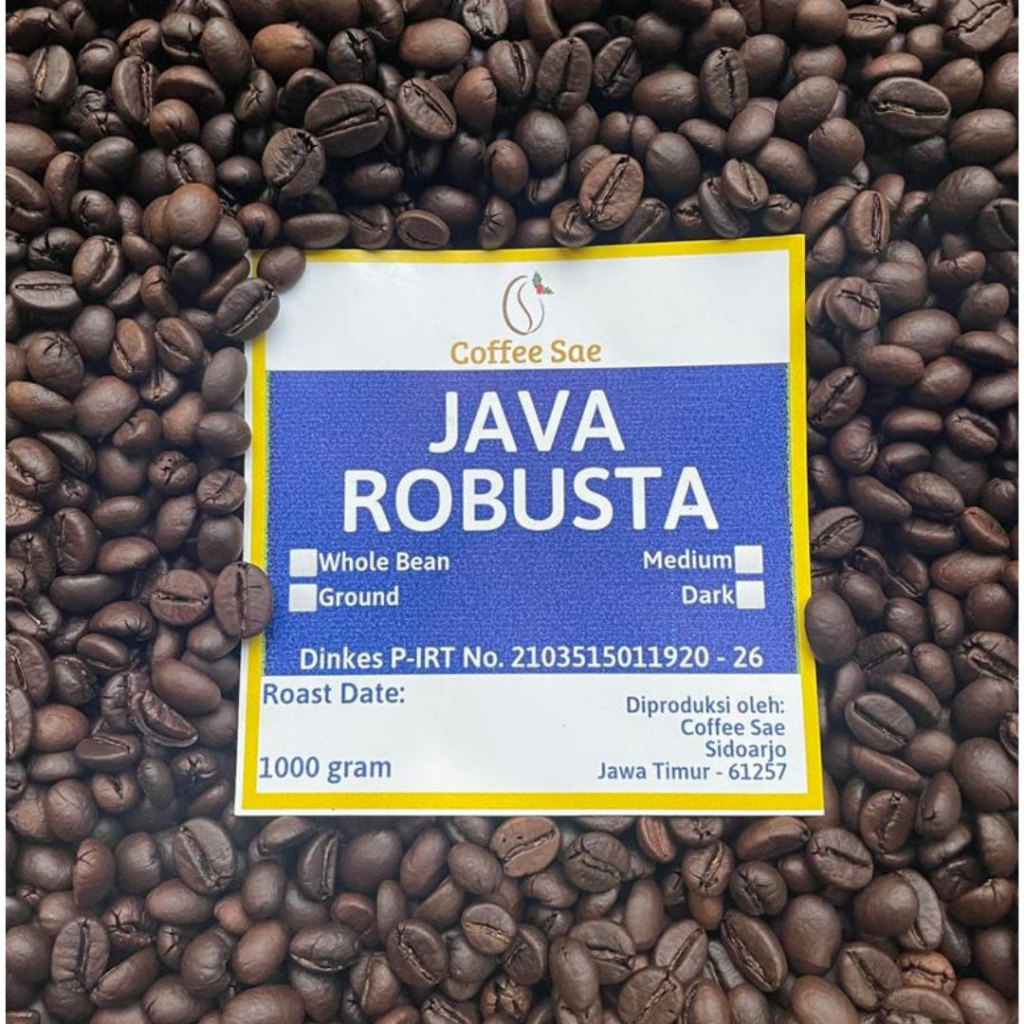 Coffee Sae
JAVA
ROBUSTA
Whole Bean
Medium
Ground
Dark
Dinkes P-IRT No. 2103515011920 - 26
Roast Date:
1000 gram
Diproduksi oleh:
Coffee Sae
Sidoarjo
Jawa Timur - 61257